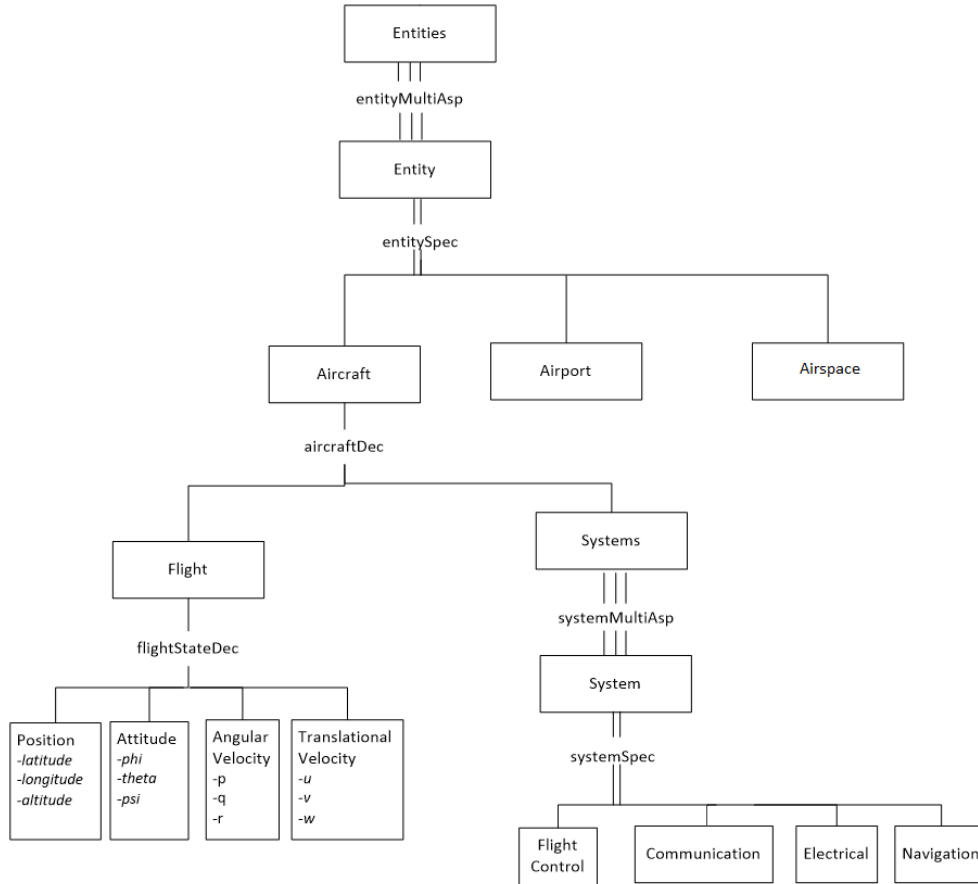 Entities
entityMultiAsp
Entity
entitySpec
Aircraft
Airport
Airspace
aircraftDec
Flight
Systems
flightStateDec
systemMultiAsp
System
Position
-latitude
-longitude
-altitude
Attitude
-phi
-theta
-psi
Angular
Velocity
-p
-q
-r
Translational
Velocity
-u
-v
-w
systemSpec
Flight
Control
Communication
Electrical
Navigation